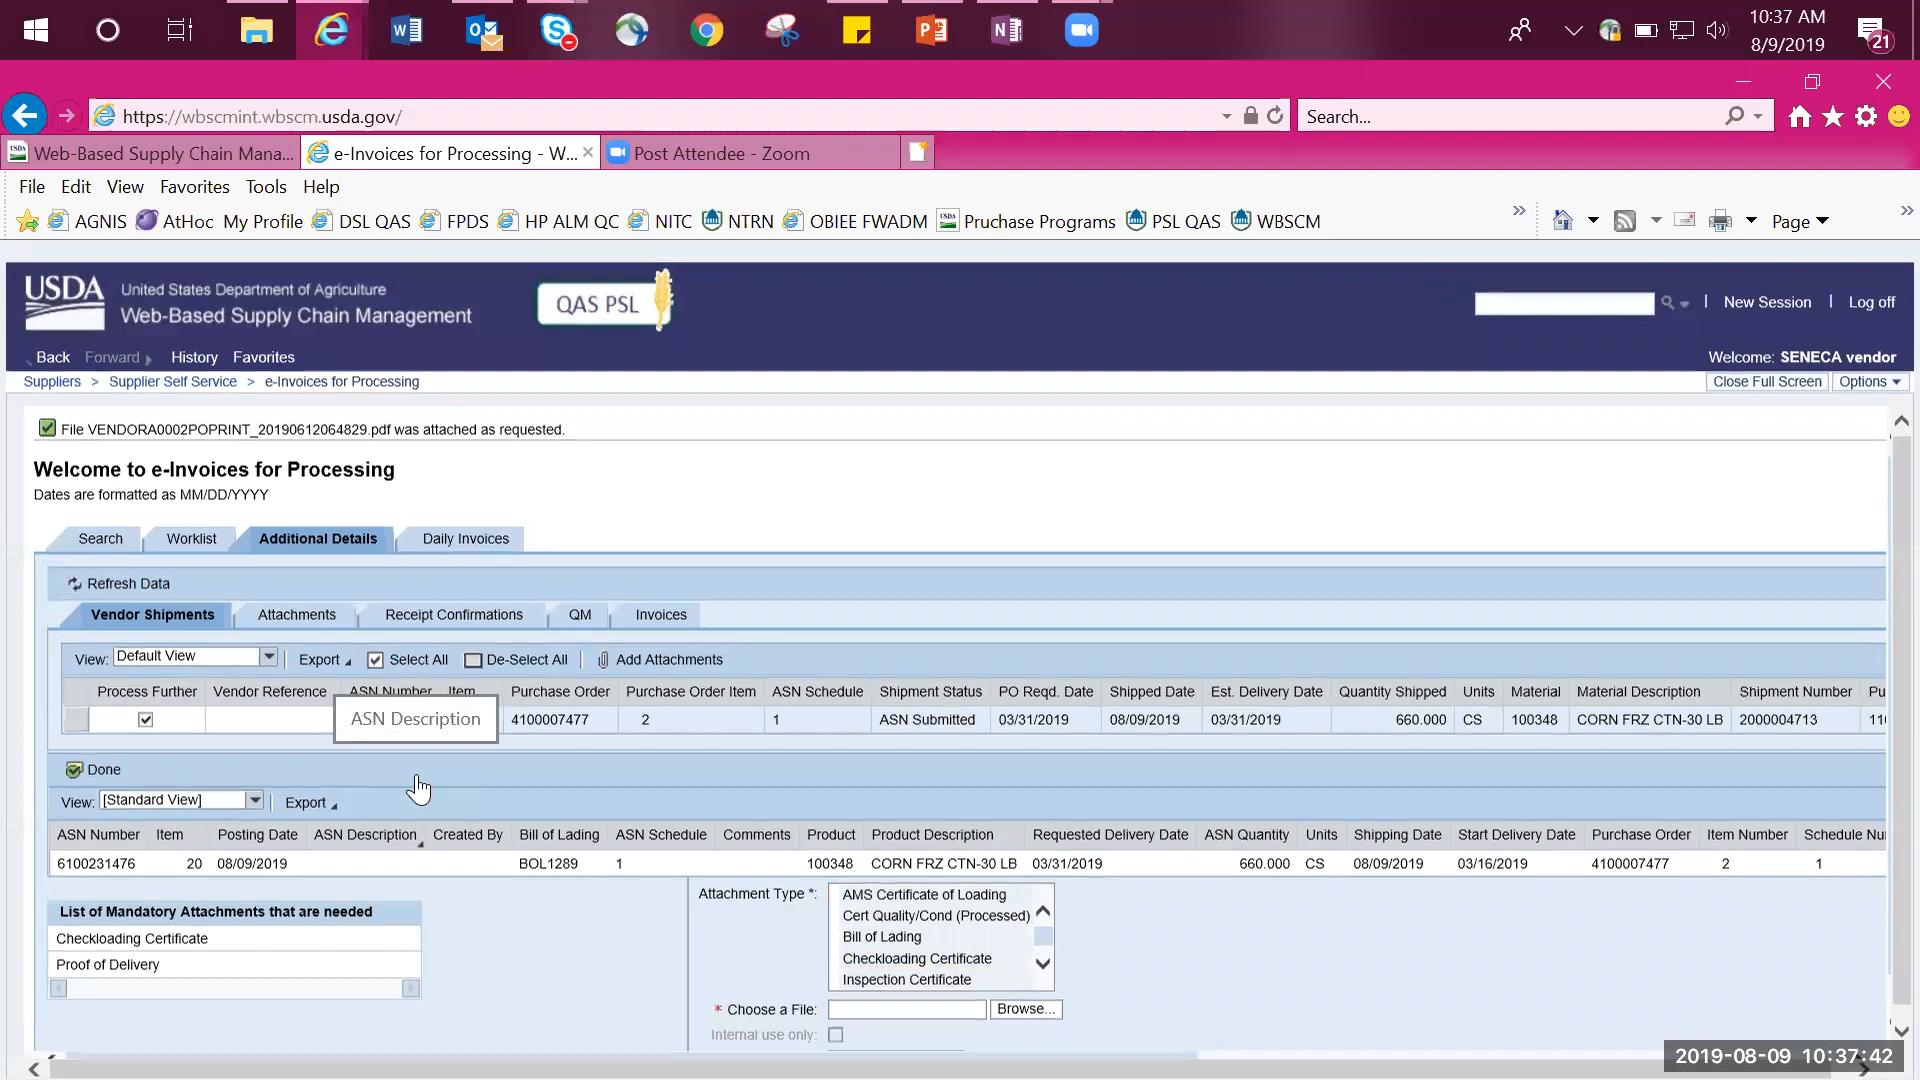 10:37 AM
8/9/2019
21
https://wbscmint.wbscm.usda.gov/
Search...
Web-Based Supply Chain Mana...
e-Invoices for Processing - W...
Post Attendee - Zoom
File Edit View Favorites Tools Help
AGNIS AtHoc My Profile DSL QAS FPDS HP ALM QC NITC NTRN OBIEE FWADM Pruchase Programs PSL QAS WBSCM
Page
USDA
United States Department of Agriculture
Web-Based Supply Chain Management
QAS PSL
New Session | Log off
Back Forward History Favorites
Welcome: SENECA vendor
Suppliers > Supplier Self Service > e-Invoices for Processing
Close Full Screen Options
File VENDORA0002POPRINT_20190612064829.pdf was attached as requested.
Welcome to e-Invoices for Processing
Dates are formatted as MM/DD/YYYY
Search Worklist Additional Details Daily Invoices
Refresh Data
Vendor Shipments Attachments Receipt Confirmations QM Invoices
View: Default View Export Select All De-Select All Add Attachments
Process Further Vendor Reference ASN Number Item Purchase Order Purchase Order Item ASN Schedule Shipment Status PO Reqd. Date Shipped Date Est. Delivery Date Quantity Shipped Units Material Material Description Shipment Number Pu
ASN Description
4100007477 2 1 ASN Submitted 03/31/2019 08/09/2019 03/31/2019 660.000 CS 100348 CORN FRZ CTN-30 LB 2000004713 110
Done
View: [Standard View] Export
ASN Number Item Posting Date ASN Description Created By Bill of Lading ASN Schedule Comments Product Product Description Requested Delivery Date ASN Quantity Units Shipping Date Start Delivery Date Purchase Order Item Number Schedule Nu
6100231476 20 08/09/2019 BOL1289 1 100348 CORN FRZ CTN-30 LB 03/31/2019 660.000 CS 08/09/2019 03/16/2019 4100007477 2 1
List of Mandatory Attachments that are needed
Checkloading Certificate
Proof of Delivery
Attachment Type *:
AMS Certificate of Loading
Cert Quality/Cond (Processed)
Bill of Lading
Checkloading Certificate
Inspection Certificate
* Choose a File: Browse...
Internal use only:
2019-08-09 10:37:42